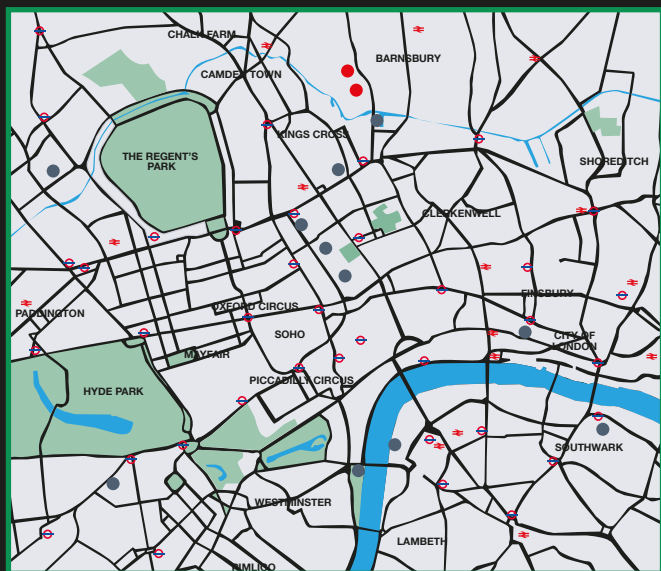 CHALK FARM
BARNSBURY
CAMDEN TOWN
KINGS CROSS
THE REGENT'S
PARK
SHOREDITCH
CLERKENWELL
FINSBURY
PADDINGTON
OXFORD CIRCUS
SOHO
CITY OF
LONDON
MAYFAIR
PICCADILLY CIRCUS
HYDE PARK
SOUTHWARK
WESTMINSTER
LAMBETH
PIMLICO